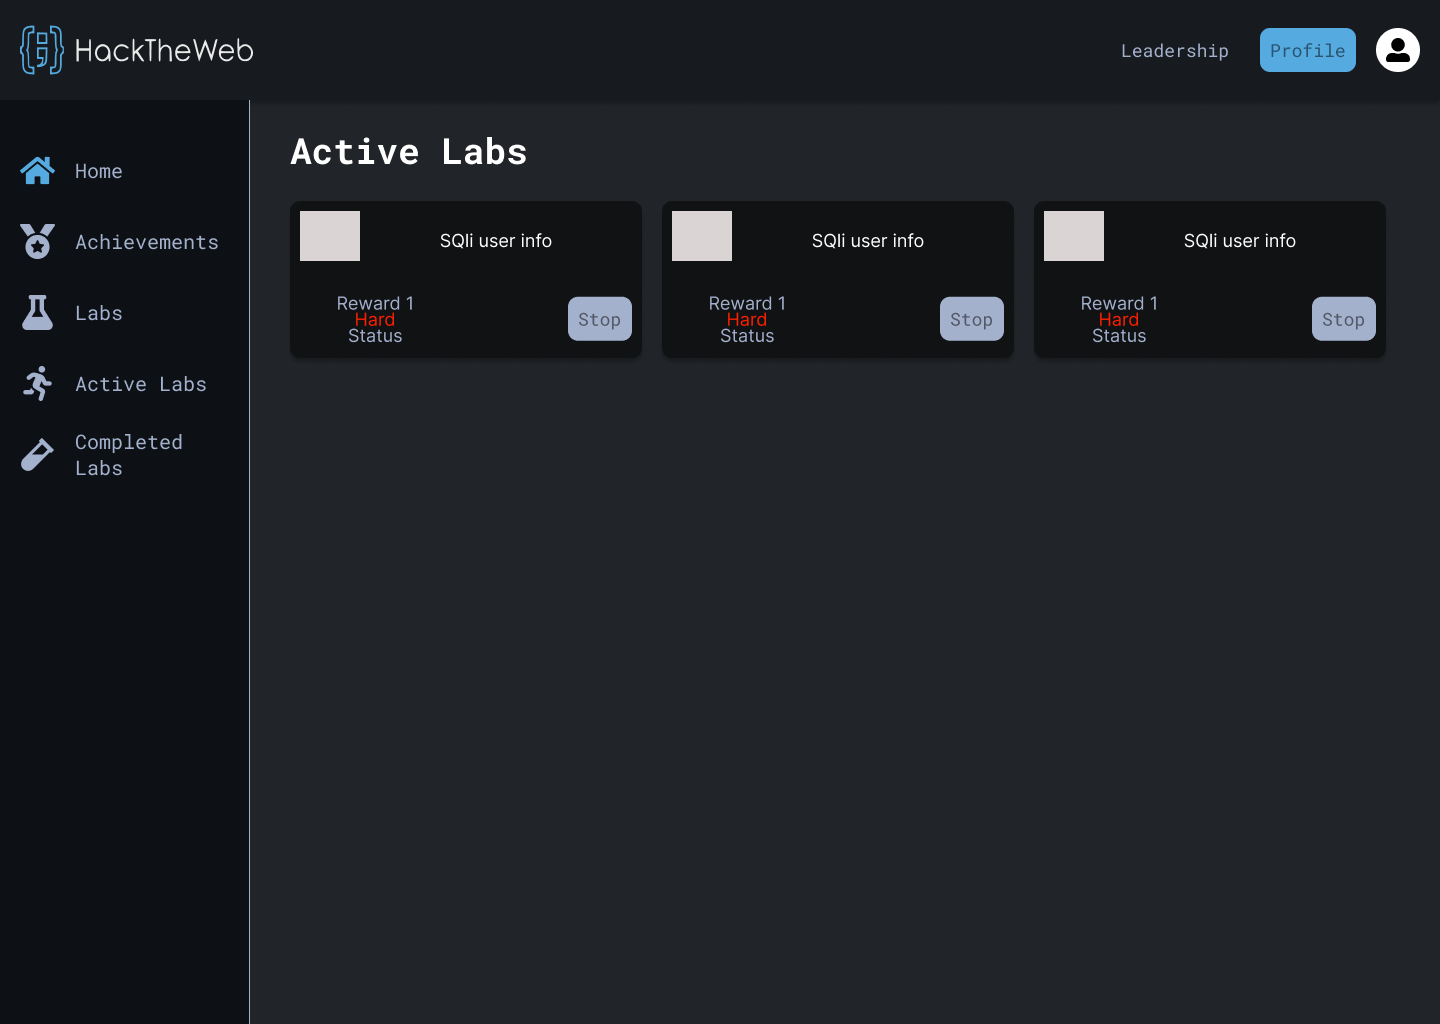 HackTheWeb
Leadership
Profile
Home
Achievements
Labs
Active Labs
Completed
Labs
Active Labs
SQli user info
Reward 1
Hard
Status
Stop
SQli user info
Reward 1
Hard
Status
Stop
SQli user info
Reward 1
Hard
Status
Stop